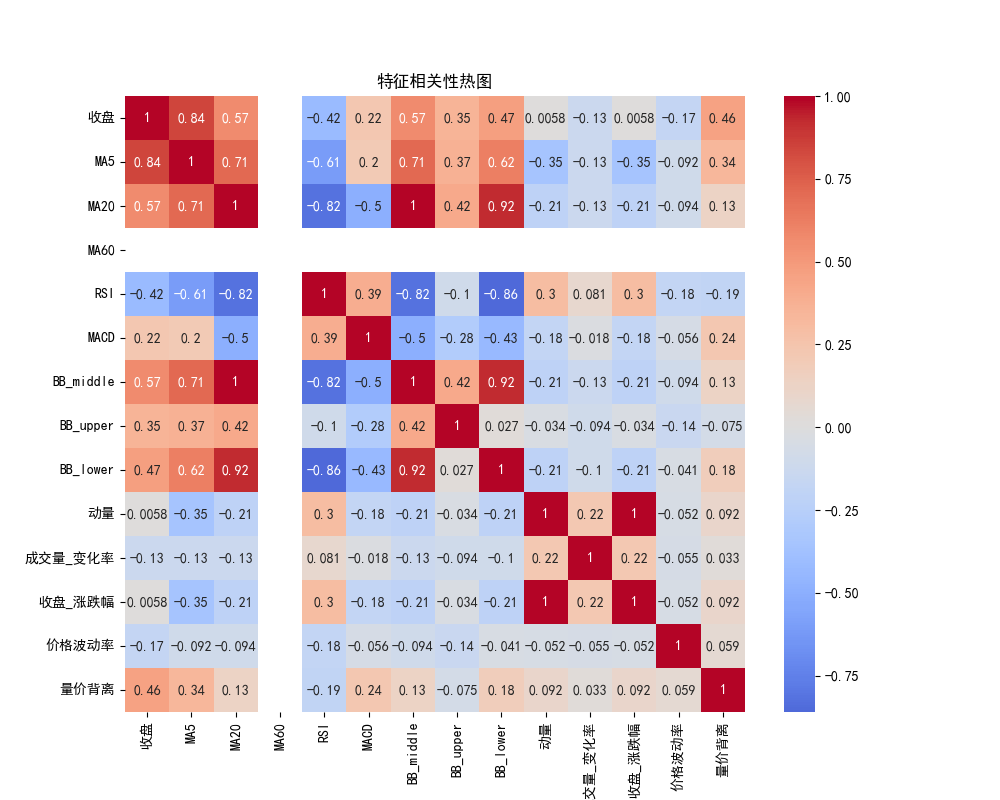 特征相关性热图
收盘 1 0.84 0.57 −0.42 0.22 0.57 0.35 0.47 0.0058 −0.13 0.0058 −0.17 0.46
MA5 0.84 1 0.71 −0.61 0.2 0.71 0.37 0.62 −0.35 −0.13 −0.35 −0.092 0.34
MA20 0.57 0.71 1 −0.82 −0.5 1 0.42 0.92 −0.21 −0.13 −0.21 −0.094 0.13
MA60
RSI −0.42 −0.61 −0.82 1 0.39 −0.82 −0.1 −0.86 0.3 0.081 0.3 −0.18 −0.19
MACD 0.22 0.2 −0.5 0.39 1 −0.5 −0.28 −0.43 −0.18 −0.018 −0.18 −0.056 0.24
BB_middle 0.57 0.71 1 −0.82 −0.5 1 0.42 0.92 −0.21 −0.13 −0.21 −0.094 0.13
BB_upper 0.35 0.37 0.42 −0.1 −0.28 0.42 1 0.027 −0.034 −0.094 −0.034 −0.14 −0.075
BB_lower 0.47 0.62 0.92 −0.86 −0.43 0.92 0.027 1 −0.21 −0.1 −0.21 −0.041 0.18
动量 0.0058 −0.35 −0.21 0.3 −0.18 −0.21 −0.034 −0.21 1 0.22 1 −0.052 0.092
成交量_变化率 −0.13 −0.13 −0.13 0.081 −0.018 −0.13 −0.094 −0.1 0.22 1 0.22 −0.055 0.033
收盘_涨跌幅 0.0058 −0.35 −0.21 0.3 −0.18 −0.21 −0.034 −0.21 1 0.22 1 −0.052 0.092
价格波动率 −0.17 −0.092 −0.094 −0.18 −0.056 −0.094 −0.14 −0.041 −0.052 −0.055 −0.052 1 0.059
量价背离 0.46 0.34 0.13 −0.19 0.24 0.13 −0.075 0.18 0.092 0.033 0.092 0.059 1
收盘
MA5
MA20
MA60
RSI
MACD
BB_middle
BB_upper
BB_lower
动量
交量_变化率
收盘_涨跌幅
价格波动率
量价背离
1.00
0.75
0.50
0.25
0.00
−0.25
−0.50
−0.75